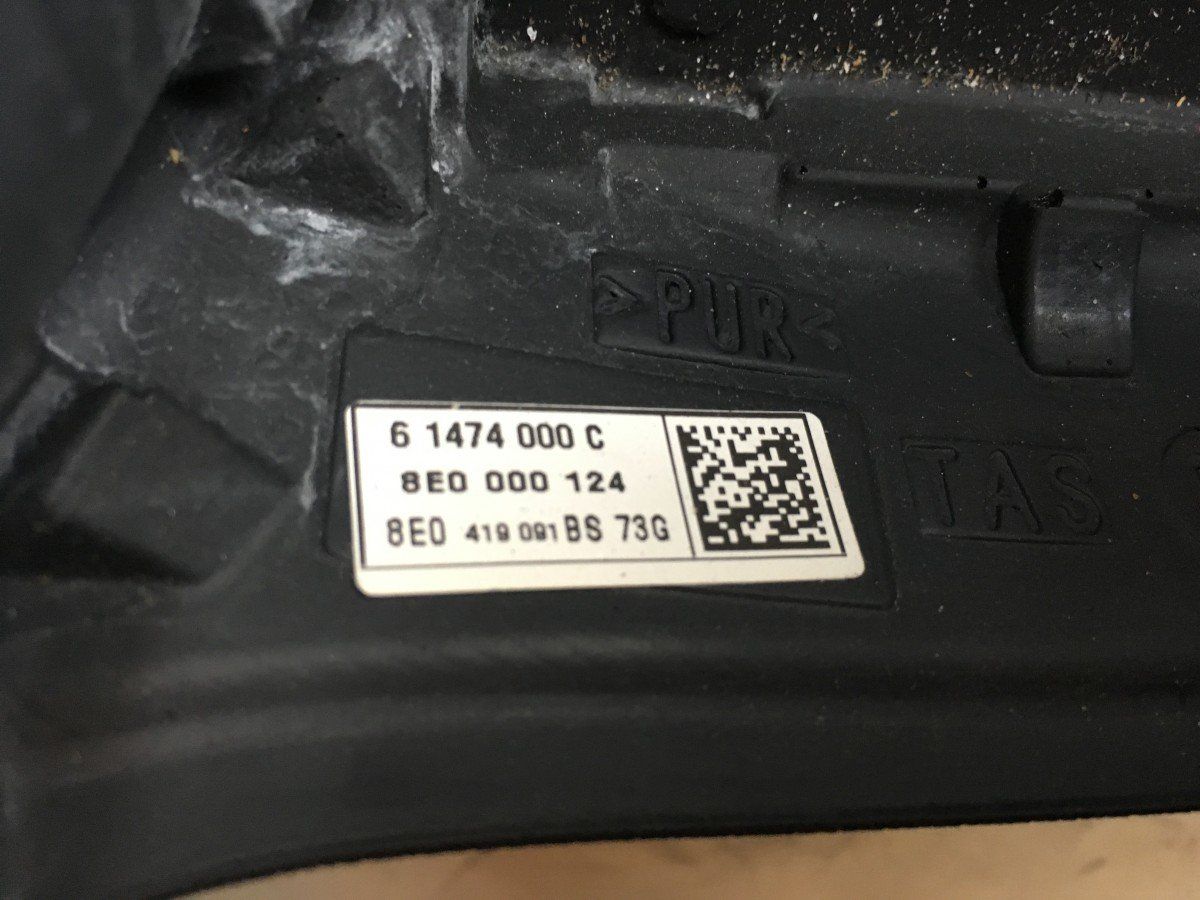 >PUR<
6 1474 000 C
8E0 000 124
8E0 419 091 BS 73G
TAS